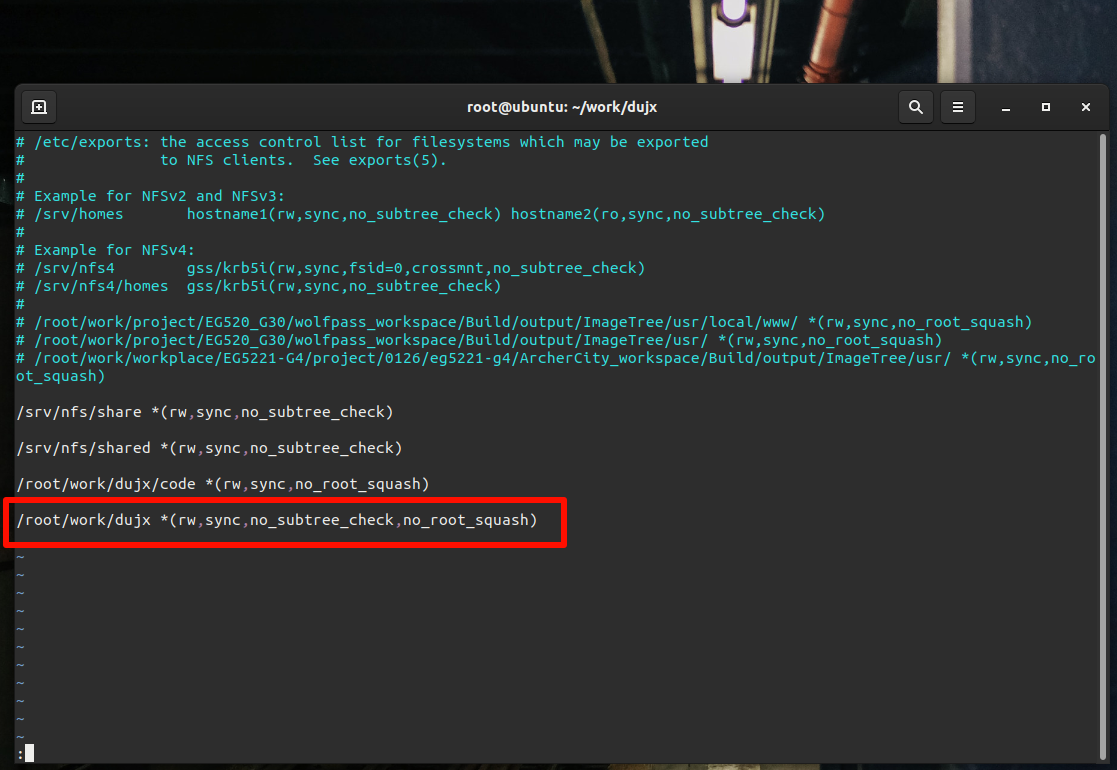 root@ubuntu: ~/work/dujx
# /etc/exports: the access control list for filesystems which may be exported
#               to NFS clients.  See exports(5).
#
# Example for NFSv2 and NFSv3:
# /srv/homes       hostname1(rw,sync,no_subtree_check) hostname2(ro,sync,no_subtree_check)
#
# Example for NFSv4:
# /srv/nfs4        gss/krb5i(rw,sync,fsid=0,crossmnt,no_subtree_check)
# /srv/nfs4/homes  gss/krb5i(rw,sync,no_subtree_check)
#
# /root/work/project/EG520_G30/wolfpass_workspace/Build/output/ImageTree/usr/local/www/ *(rw,sync,no_root_squash)
# /root/work/project/EG520_G30/wolfpass_workspace/Build/output/ImageTree/usr/ *(rw,sync,no_root_squash)
# /root/work/workplace/EG5221-G4/project/0126/eg5221-g4/ArcherCity_workspace/Build/output/ImageTree/usr/ *(rw,sync,no_ro
ot_squash)
/srv/nfs/share *(rw,sync,no_subtree_check)
/srv/nfs/shared *(rw,sync,no_subtree_check)
/root/work/dujx/code *(rw,sync,no_root_squash)
/root/work/dujx *(rw,sync,no_subtree_check,no_root_squash)
~
~
~
~
~
~
~
~
~
~
~
: